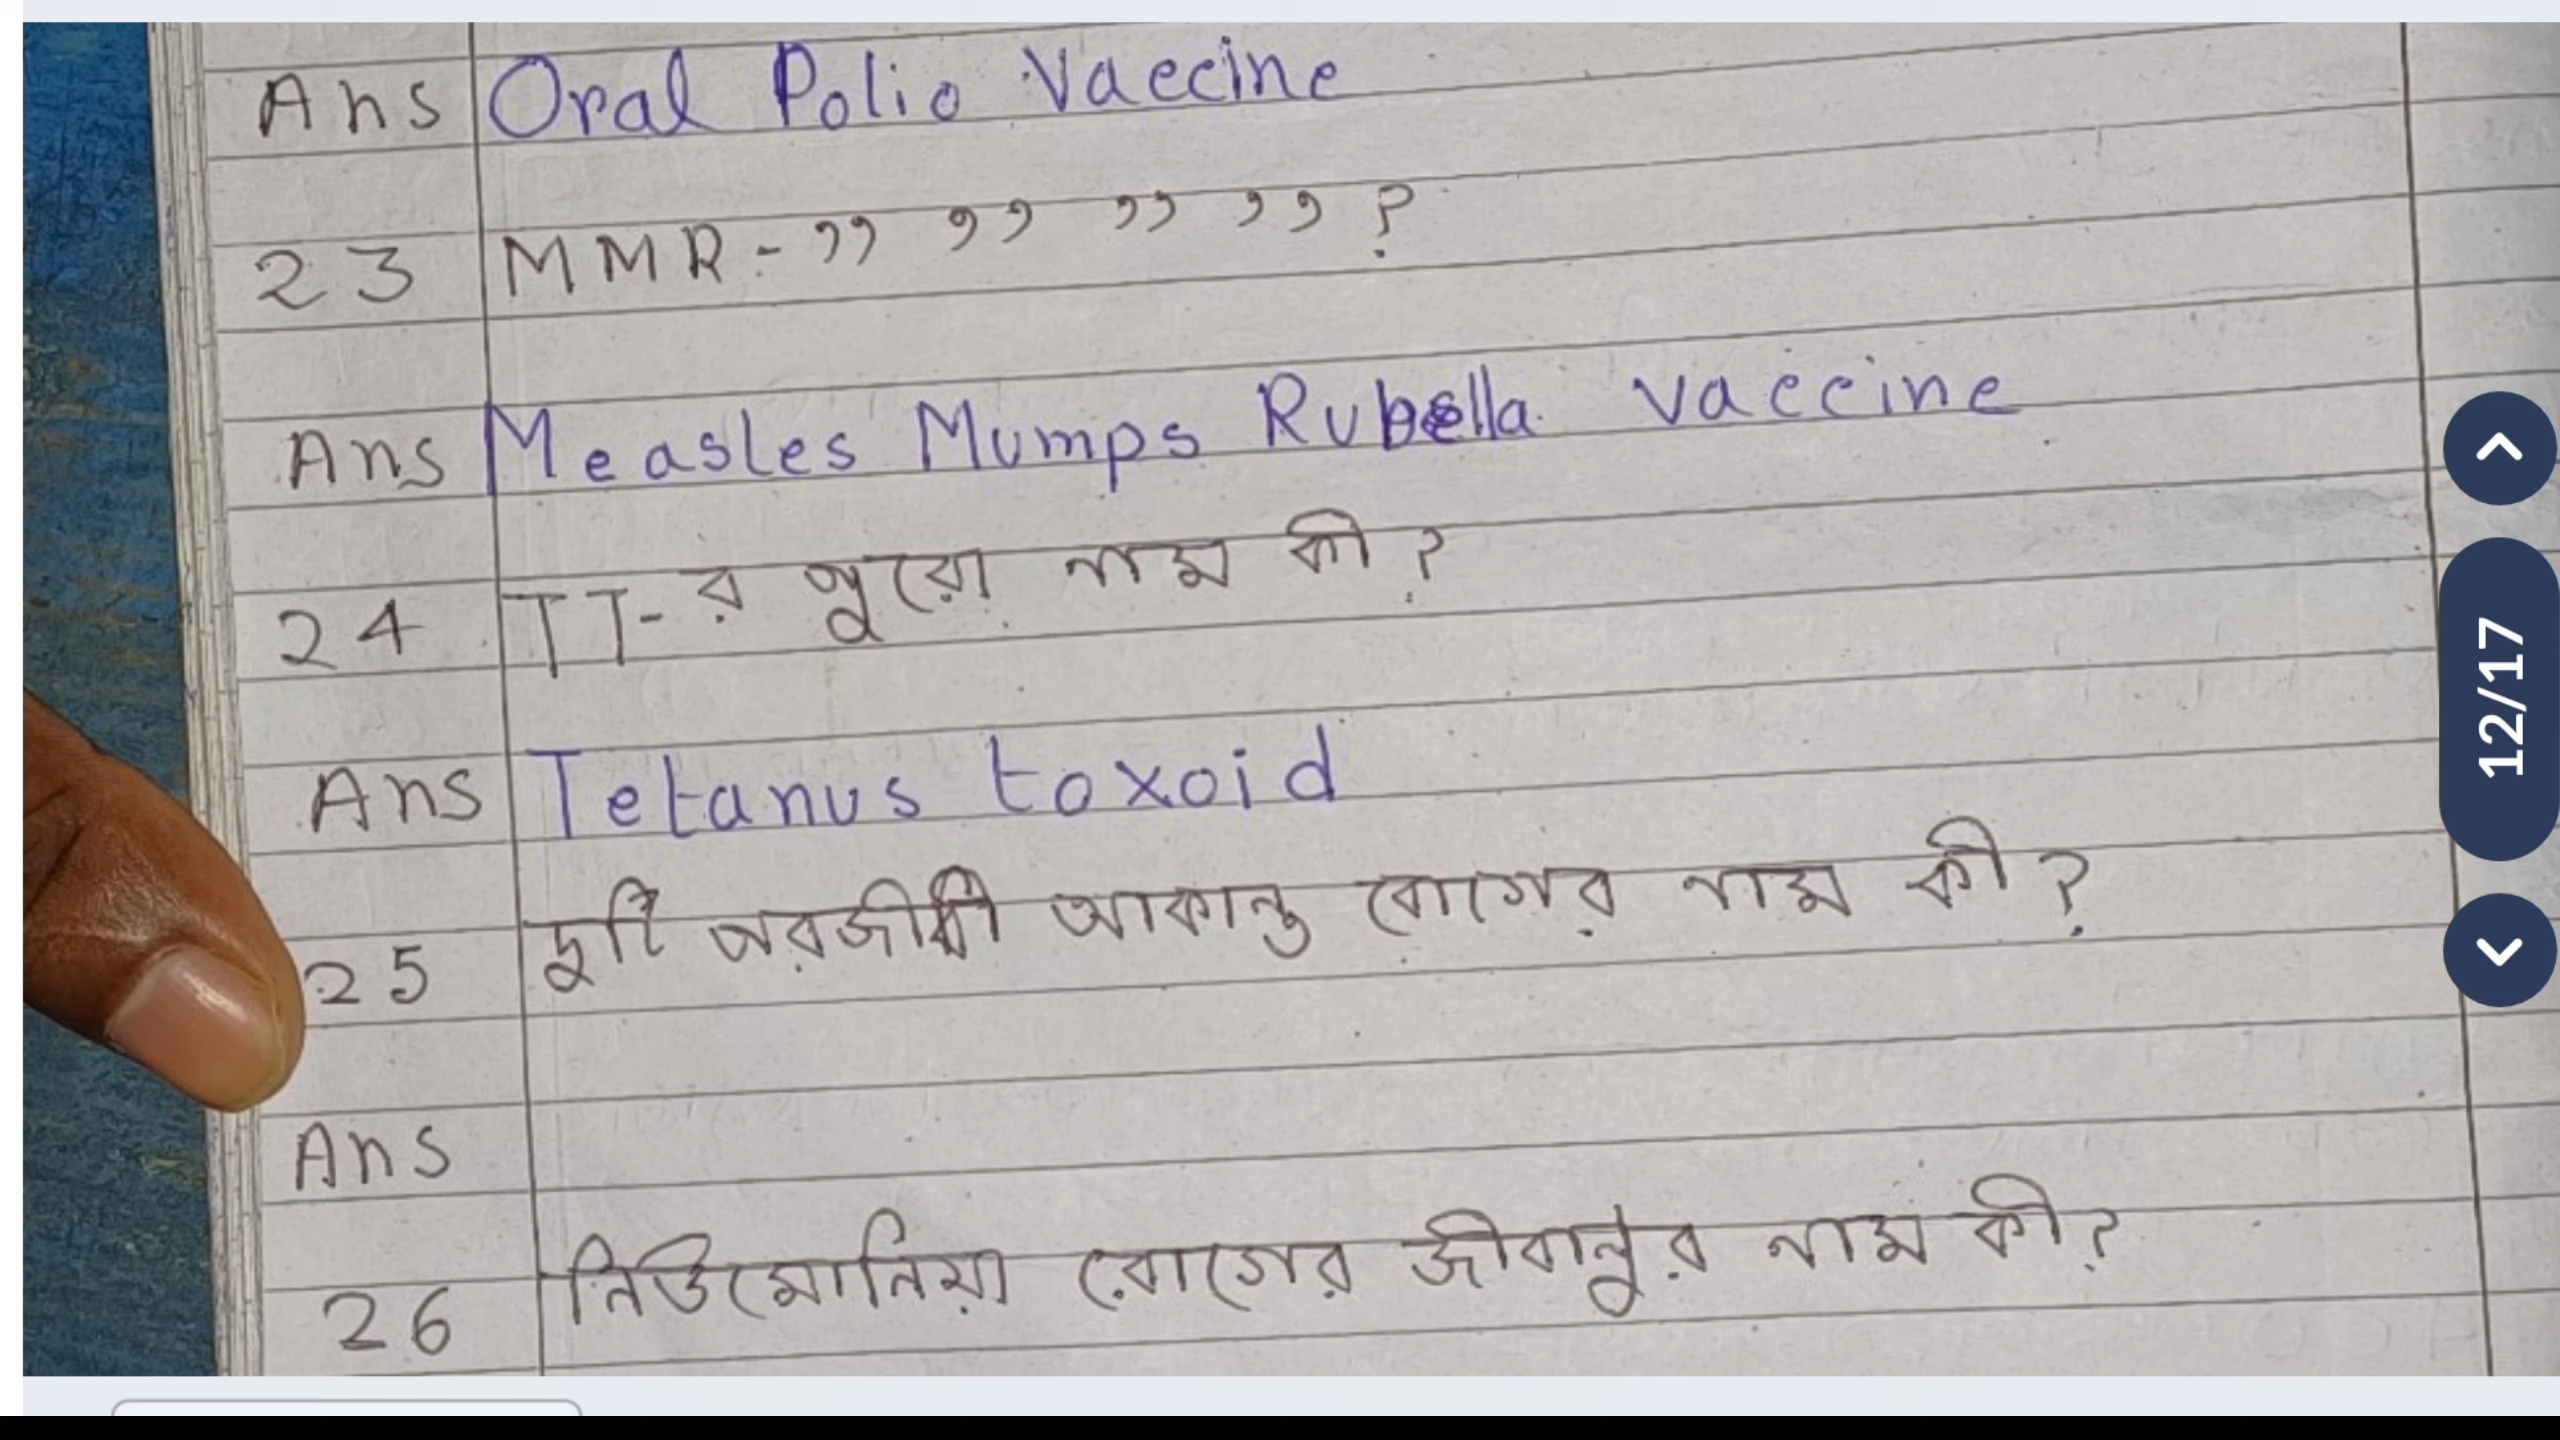 Ans Oral Polio Vaccine
23 MMR - ,, ,, ,, ,, ?
Ans Measles Mumps Rubella vaccine
24 TT-র পুরো নাম কী?
Ans Tetanus toxoid
25 দুটি পরজীবী আকান্ত রোগের নাম কী?
Ans
26 নিউমোনিয়া রোগের জীবানুর নাম কী?
12/17